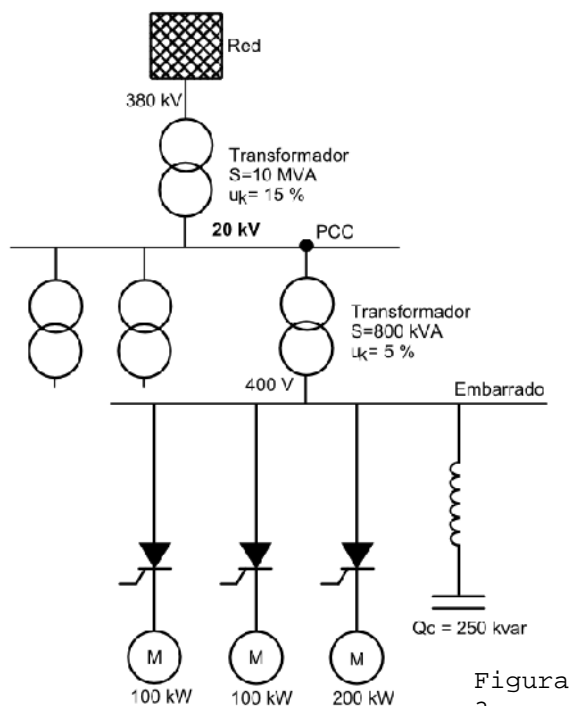 Red
380 kV
Transformador
S=10 MVA
uk= 15 %
20 kV
PCC
Transformador
S=800 kVA
uk= 5 %
400 V
Embarrado
M
M
M
Qc = 250 kvar
100 kW
100 kW
200 kW
Figura